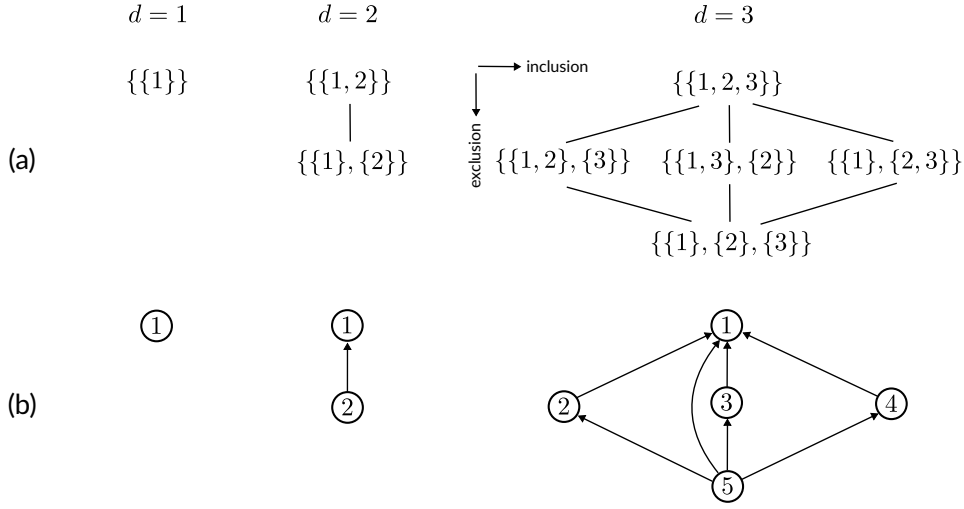 d = 1 d = 2 d = 3
{{1}} {{1, 2}} inclusion {{1, 2, 3}}
exclusion
(a) {{1}, {2}} {{1, 2}, {3}} {{1, 3}, {2}} {{1}, {2, 3}}
{{1}, {2}, {3}}
1 1 1
(b) 2 2 3 4
5